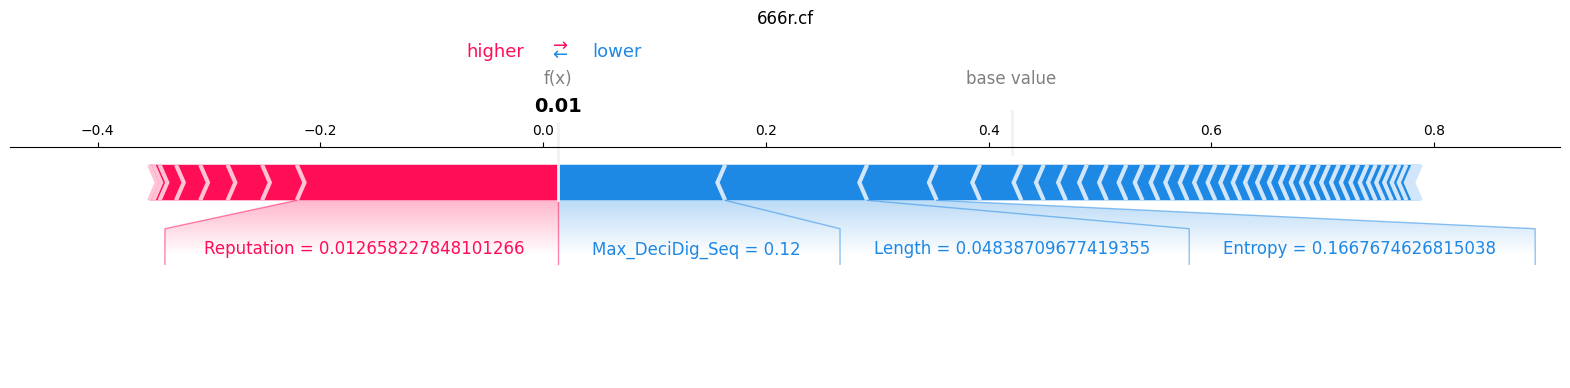 666r.cf
higher ⇄ lower
f(x) base value
0.01
−0.4 −0.2 0.0 0.2 0.4 0.6 0.8
Reputation = 0.012658227848101266 Max_DeciDig_Seq = 0.12 Length = 0.04838709677419355 Entropy = 0.1667674626815038